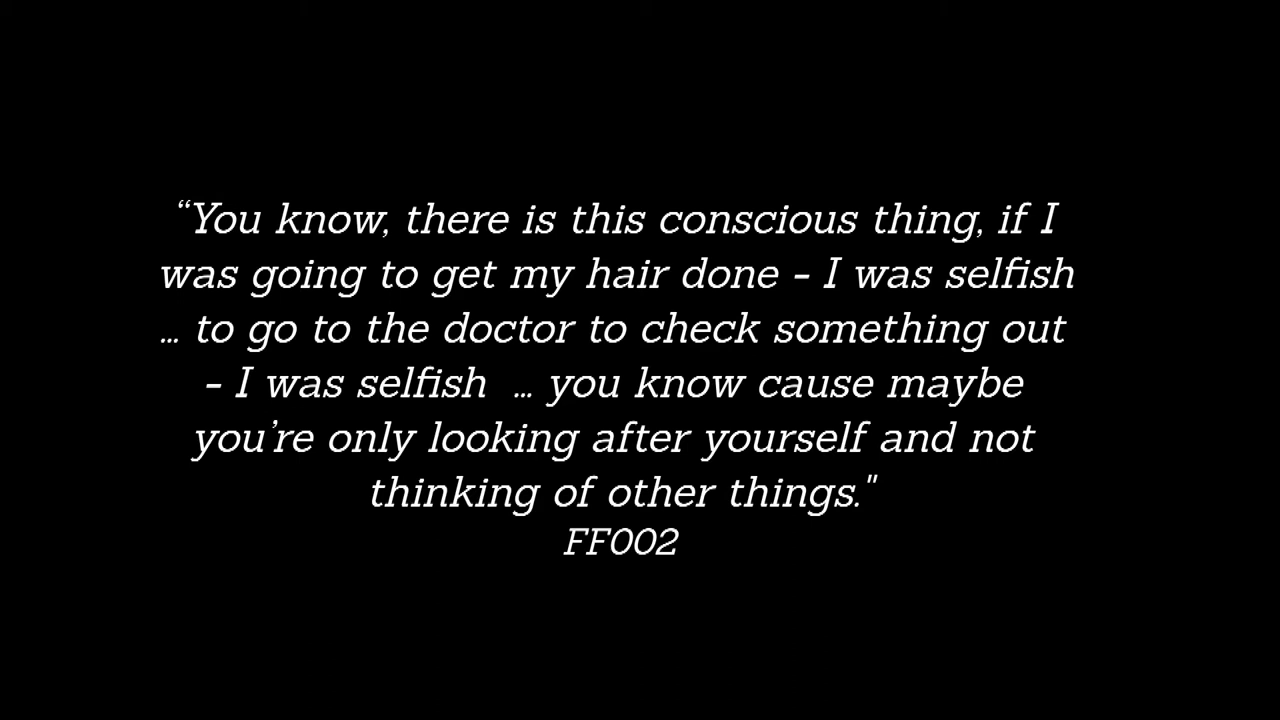 “You know, there is this conscious thing, if I
was going to get my hair done - I was selfish
... to go to the doctor to check something out
- I was selfish  ... you know cause maybe
you’re only looking after yourself and not
thinking of other things."
FF002